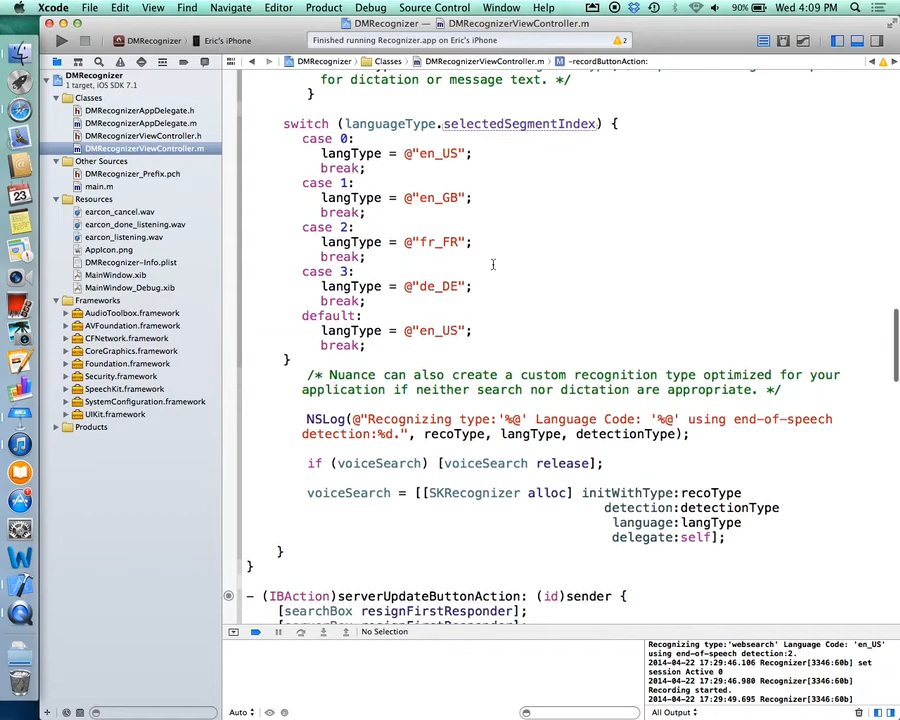 Xcode File Edit View Find Navigate Editor Product Debug Source Control Window Help 90% Wed 4:09 PM
DMRecognizer — DMRecognizerViewController.m
DMRecognizer Eric's iPhone Finished running Recognizer.app on Eric's iPhone 2
DMRecognizer Classes DMRecognizerViewController.m -recordButtonAction:
DMRecognizer
1 target, iOS SDK 7.1
Classes
DMRecognizerAppDelegate.h
DMRecognizerAppDelegate.m
DMRecognizerViewController.h
DMRecognizerViewController.m
Other Sources
DMRecognizer_Prefix.pch
main.m
Resources
earcon_cancel.wav
earcon_done_listening.wav
earcon_listening.wav
AppIcon.png
DMRecognizer-Info.plist
MainWindow.xib
MainWindow_Debug.xib
Frameworks
AudioToolbox.framework
AVFoundation.framework
CFNetwork.framework
CoreGraphics.framework
Foundation.framework
Security.framework
SpeechKit.framework
SystemConfiguration.framework
UIKit.framework
Products
for dictation or message text. */
}
switch (languageType.selectedSegmentIndex) {
case 0:
langType = @"en_US";
break;
case 1:
langType = @"en_GB";
break;
case 2:
langType = @"fr_FR";
break;
case 3:
langType = @"de_DE";
break;
default:
langType = @"en_US";
break;
}
/* Nuance can also create a custom recognition type optimized for your
application if neither search nor dictation are appropriate. */
NSLog(@"Recognizing type:'%@' Language Code: '%@' using end-of-speech
detection:%d.", recoType, langType, detectionType);
if (voiceSearch) [voiceSearch release];
voiceSearch = [[SKRecognizer alloc] initWithType:recoType
detection:detectionType
language:langType
delegate:self];
}
}
- (IBAction)serverUpdateButtonAction: (id)sender {
[searchBox resignFirstResponder];
No Selection
Recognizing type:'websearch' Language Code: 'en_US'
using end-of-speech detection:2.
2014-04-22 17:29:46.106 Recognizer[3346:60b] set
session Active 0
2014-04-22 17:29:46.980 Recognizer[3346:60b]
Recording started.
2014-04-22 17:29:49.695 Recognizer[3346:60b]
Auto All Output